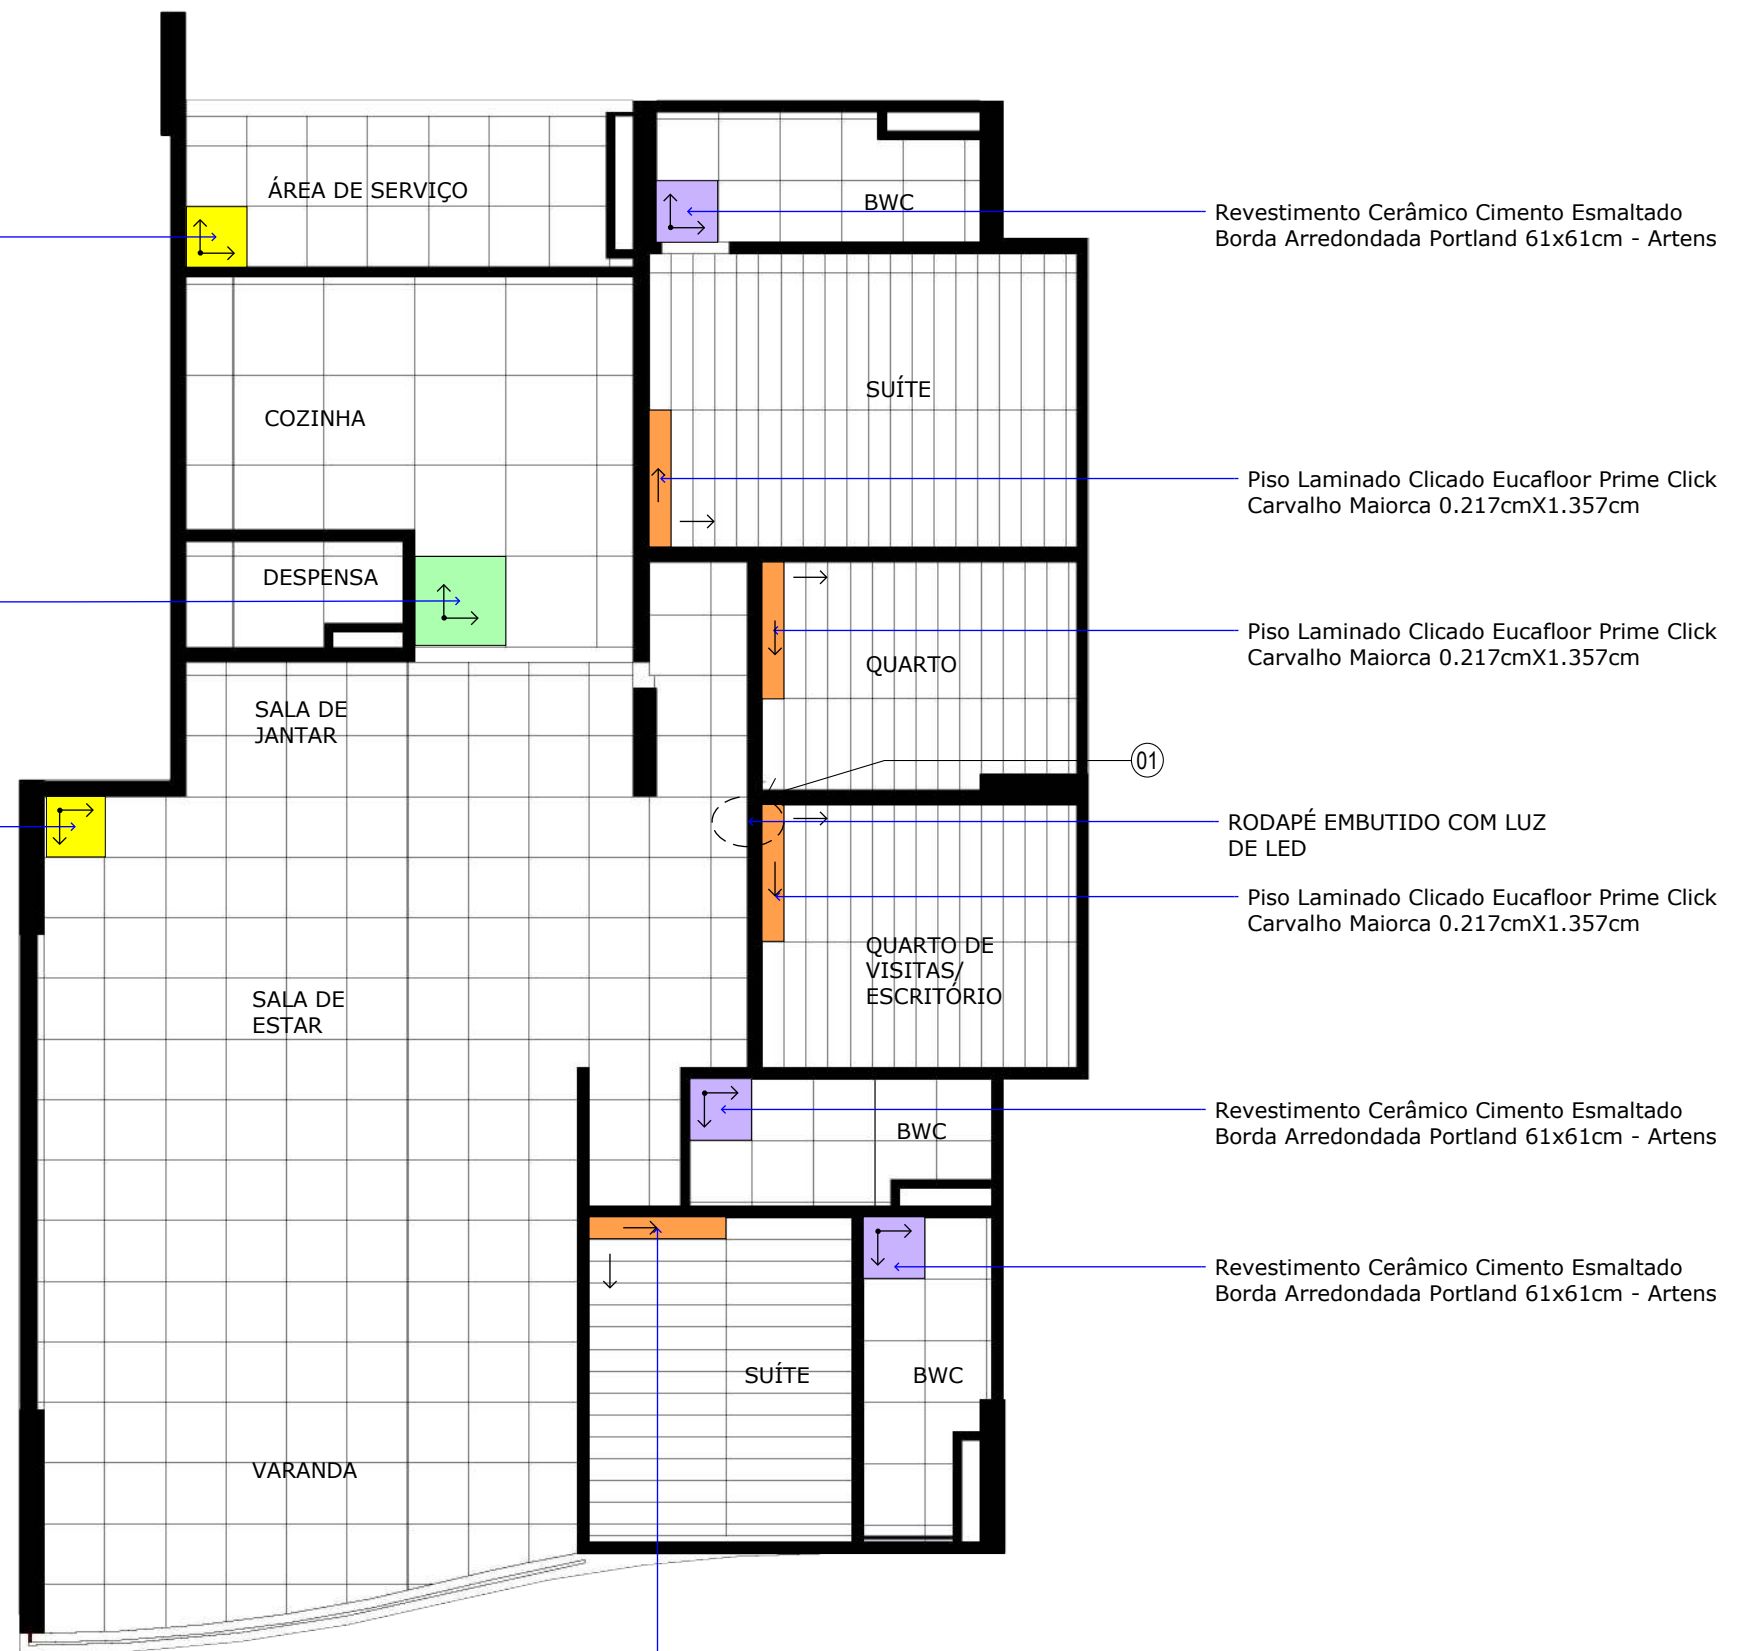 ÁREA DE SERVIÇO
BWC
Revestimento Cerâmico Cimento Esmaltado
Borda Arredondada Portland 61x61cm - Artens
SUÍTE
COZINHA
Piso Laminado Clicado Eucafloor Prime Click
Carvalho Maiorca 0.217cmX1.357cm
DESPENSA
Piso Laminado Clicado Eucafloor Prime Click
Carvalho Maiorca 0.217cmX1.357cm
QUARTO
SALA DE
JANTAR
01
RODAPÉ EMBUTIDO COM LUZ
DE LED
Piso Laminado Clicado Eucafloor Prime Click
Carvalho Maiorca 0.217cmX1.357cm
QUARTO DE
VISITAS/
ESCRITÓRIO
SALA DE
ESTAR
BWC
Revestimento Cerâmico Cimento Esmaltado
Borda Arredondada Portland 61x61cm - Artens
Revestimento Cerâmico Cimento Esmaltado
Borda Arredondada Portland 61x61cm - Artens
SUÍTE
BWC
VARANDA